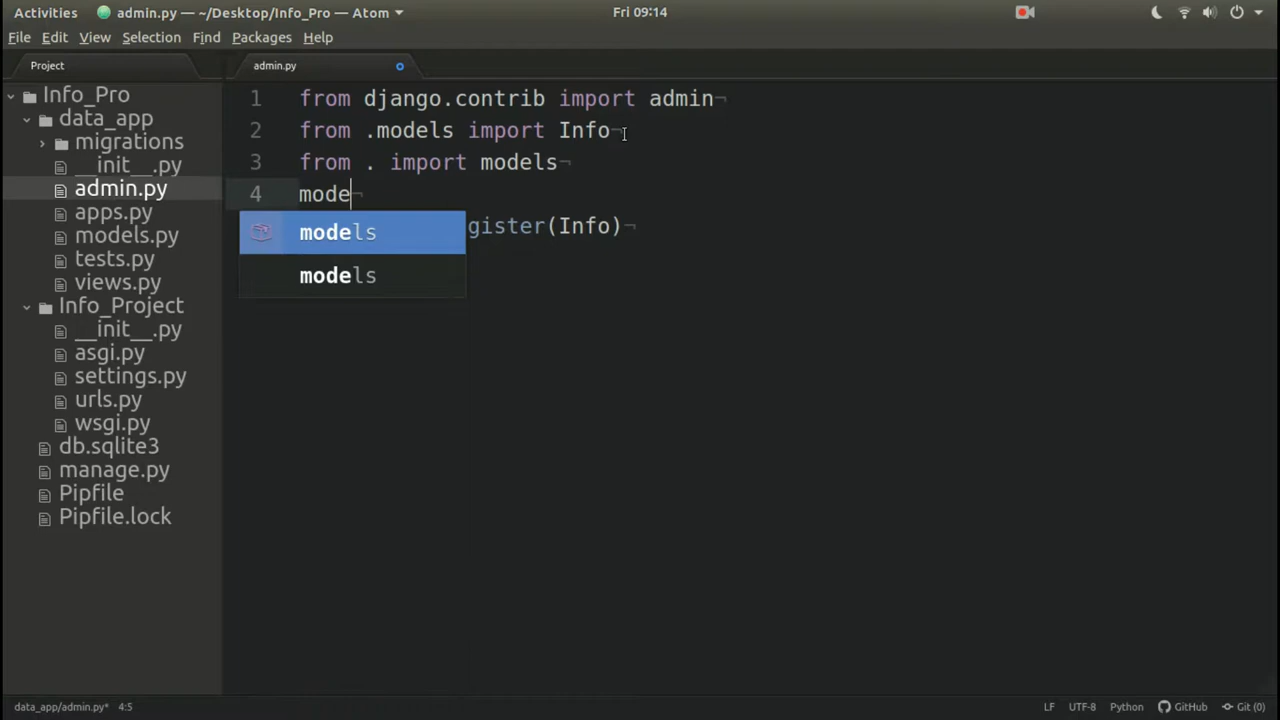 Activities admin.py — ~/Desktop/Info_Pro — Atom Fri 09:14
File Edit View Selection Find Packages Help
Project
admin.py
Info_Pro
data_app
migrations
__init__.py
admin.py
apps.py
models.py
tests.py
views.py
Info_Project
__init__.py
asgi.py
settings.py
urls.py
wsgi.py
db.sqlite3
manage.py
Pipfile
Pipfile.lock
1 from django.contrib import admin¬
2 from .models import Info¬
3 from . import models¬
4 mode¬
gister(Info)¬
models
models
data_app/admin.py* 4:5 LF UTF-8 Python GitHub Git (0)